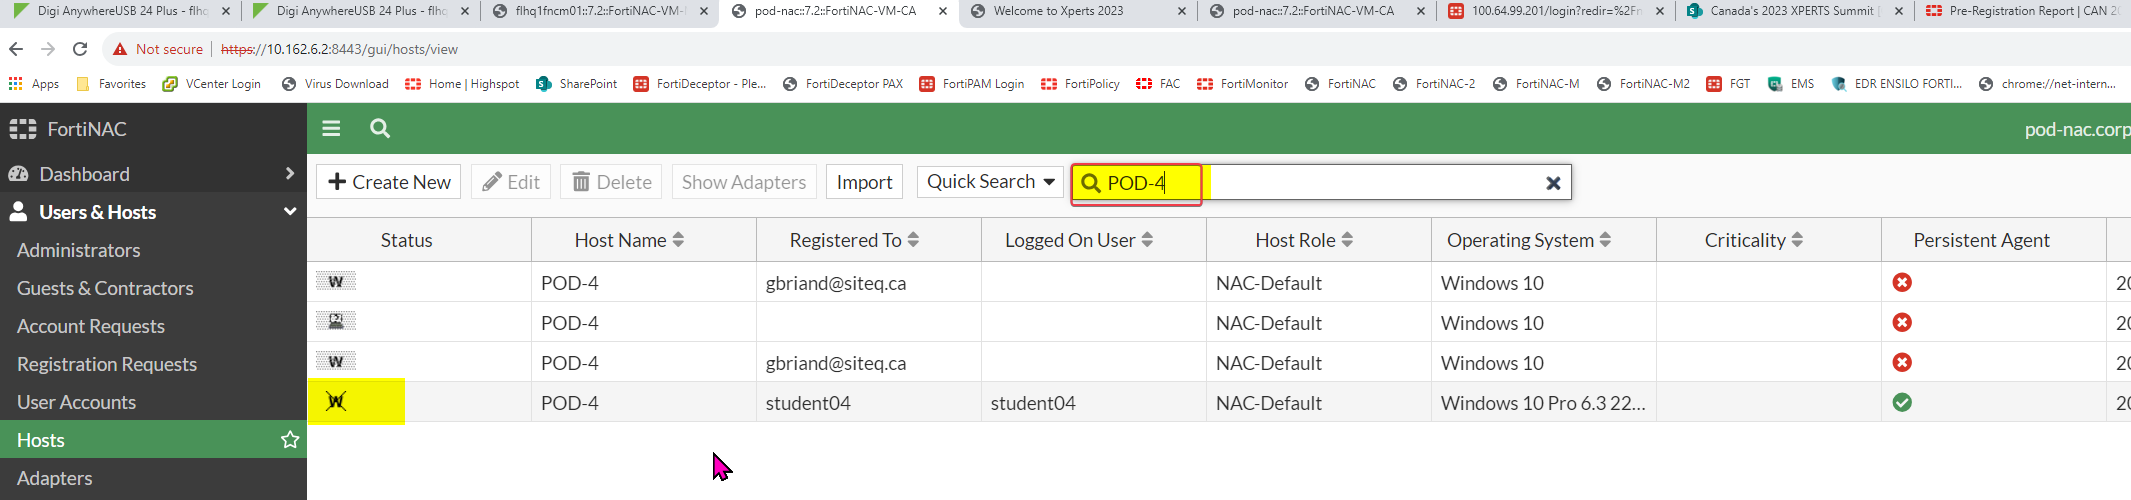 Digi AnywhereUSB 24 Plus - flhq
Digi AnywhereUSB 24 Plus - flhq
flhq1fncm01::7.2::FortiNAC-VM-
pod-nac::7.2::FortiNAC-VM-CA
Welcome to Xperts 2023
pod-nac::7.2::FortiNAC-VM-CA
100.64.99.201/login?redir=%2F
Canada's 2023 XPERTS Summit
Pre-Registration Report | CAN 20
Not secure | https://10.162.6.2:8443/gui/hosts/view
Apps Favorites VCenter Login Virus Download Home | Highspot SharePoint FortiDeceptor - Ple... FortiDeceptor PAX FortiPAM Login FortiPolicy FAC FortiMonitor FortiNAC FortiNAC-2 FortiNAC-M FortiNAC-M2 FGT EMS EDR ENSILO FORTI... chrome://net-intern...
FortiNAC
pod-nac.corp
Dashboard
Users & Hosts
Administrators
Guests & Contractors
Account Requests
Registration Requests
User Accounts
Hosts
Adapters
Create New Edit Delete Show Adapters Import Quick Search POD-4
Status Host Name Registered To Logged On User Host Role Operating System Criticality Persistent Agent
W POD-4 gbriand@siteq.ca NAC-Default Windows 10 20
POD-4 NAC-Default Windows 10 20
W POD-4 gbriand@siteq.ca NAC-Default Windows 10 20
W POD-4 student04 student04 NAC-Default Windows 10 Pro 6.3 22... 20